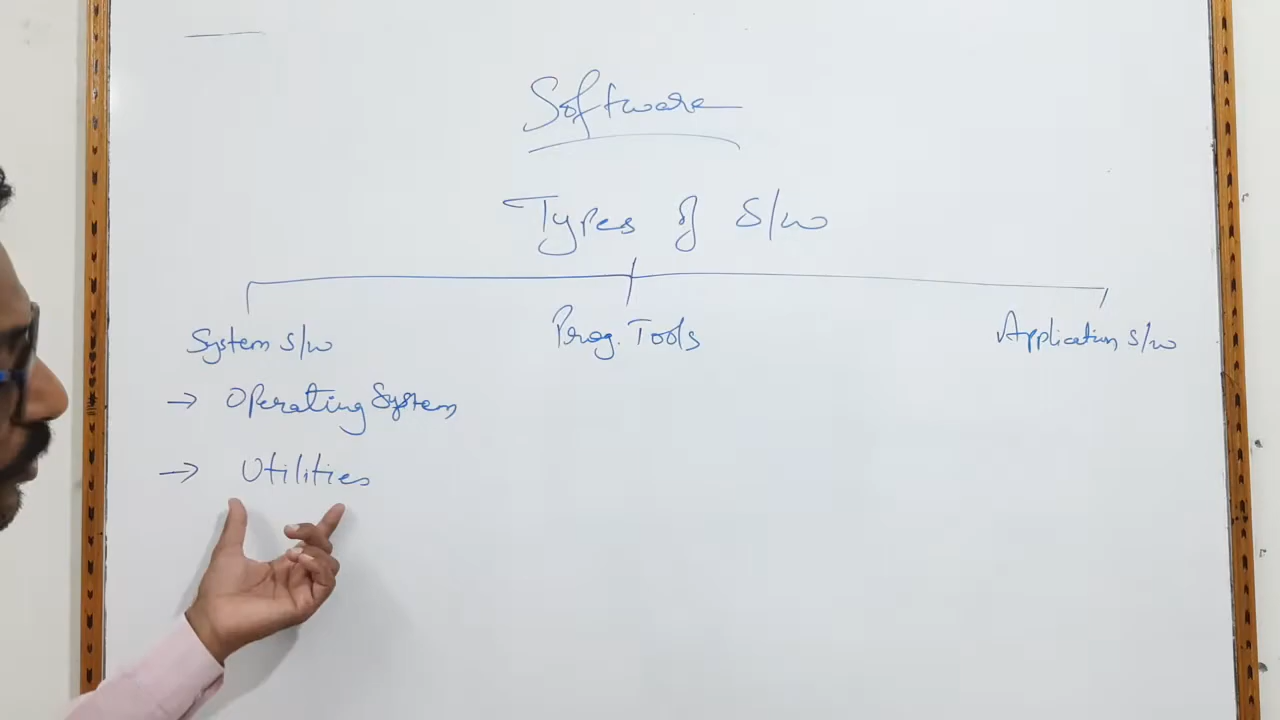 Software
Types of S/w
System S/w
Prog. Tools
Application S/w
→ Operating System
→ Utilities